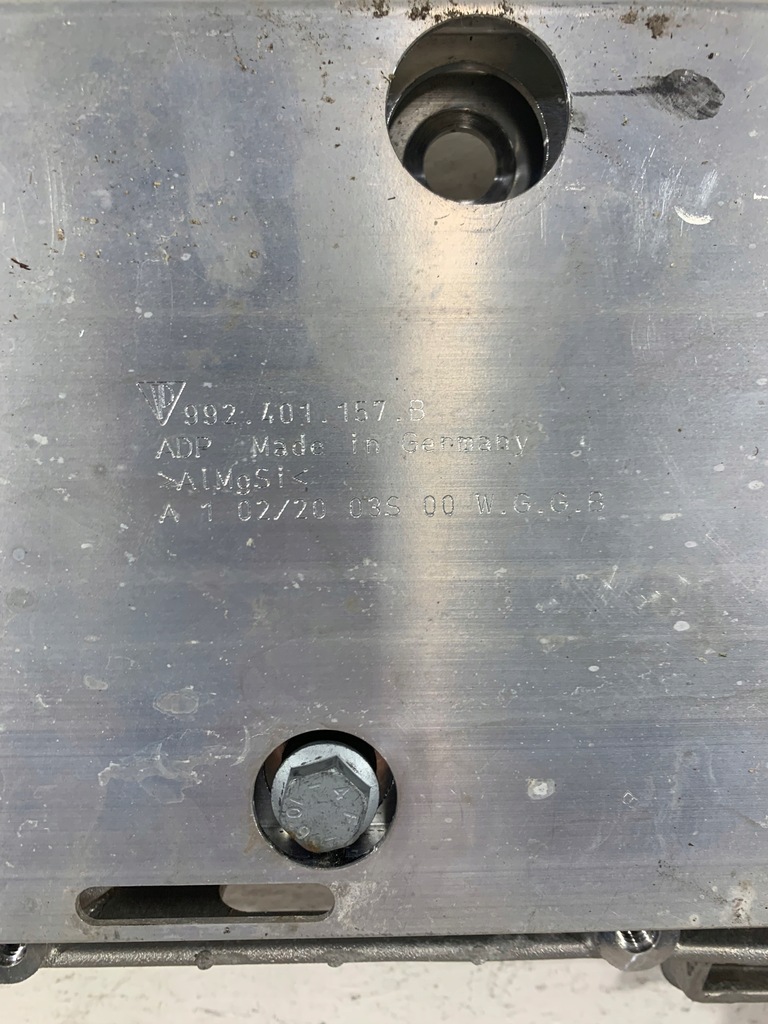 992.401.157.B
ADP Made in Germany
>AlMgSi<
A 1 02/20 03S 00 W.G.G.B